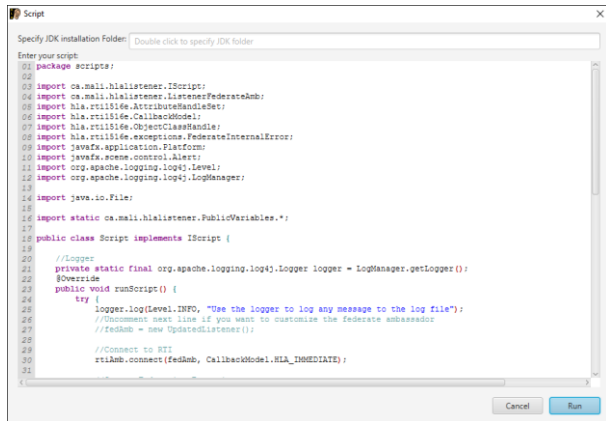 Script
Specify JDK installation Folder: Double click to specify JDK folder
Enter your script:
01 package scripts;
02
03 import ca.mali.hlalistener.IScript;
04 import ca.mali.hlalistener.ListenerFederateAmb;
05 import hla.rti1516e.AttributeHandleSet;
06 import hla.rti1516e.CallbackModel;
07 import hla.rti1516e.ObjectClassHandle;
08 import hla.rti1516e.exceptions.FederateInternalError;
09 import javafx.application.Platform;
10 import javafx.scene.control.Alert;
11 import org.apache.logging.log4j.Level;
12 import org.apache.logging.log4j.LogManager;
13
14 import java.io.File;
15
16 import static ca.mali.hlalistener.PublicVariables.*;
17
18 public class Script implements IScript {
19
20 //Logger
21 private static final org.apache.logging.log4j.Logger logger = LogManager.getLogger();
22 @Override
23 public void runScript() {
24 try {
25 logger.log(Level.INFO, "Use the logger to log any message to the log file");
26 //Uncomment next line if you want to customize the federate ambassador
27 //fedAmb = new UpdatedListener();
28
29 //Connect to RTI
30 rtiAmb.connect(fedAmb, CallbackModel.HLA_IMMEDIATE);
31
Cancel Run